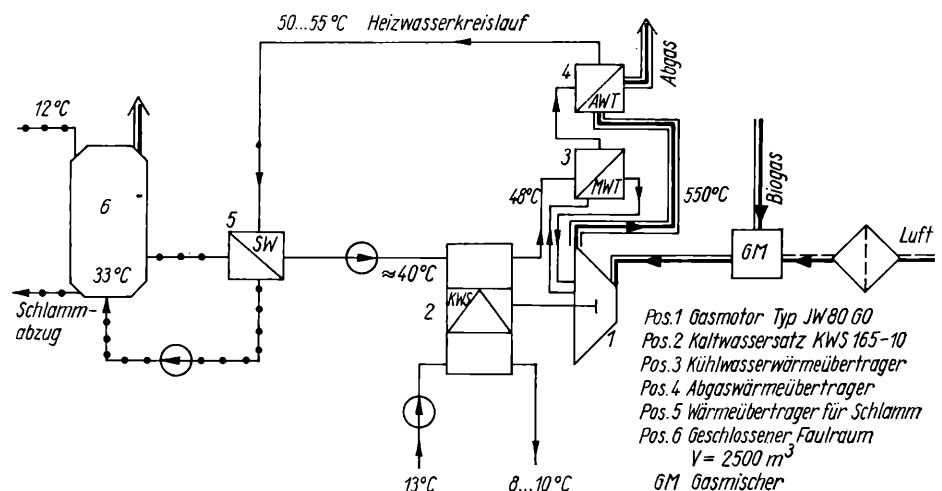 50...55°C Heizwasserkreislauf
4
AWT
Abgas
12°C
3
MWT
48°C
550°C
Biogas
6
5
SW
GM
Luft
33°C
≈40°C
KWS
2
1
Schlamm-
abzug
Pos.1 Gasmotor Typ JW80 GO
Pos.2 Kaltwassersatz KWS 165-10
Pos.3 Kühlwasserwärmeübertrager
Pos.4 Abgaswärmeübertrager
Pos.5 Wärmeübertrager für Schlamm
Pos.6 Geschlossener Faulraum
V = 2500 m³
GM Gasmischer
13°C
8...10°C